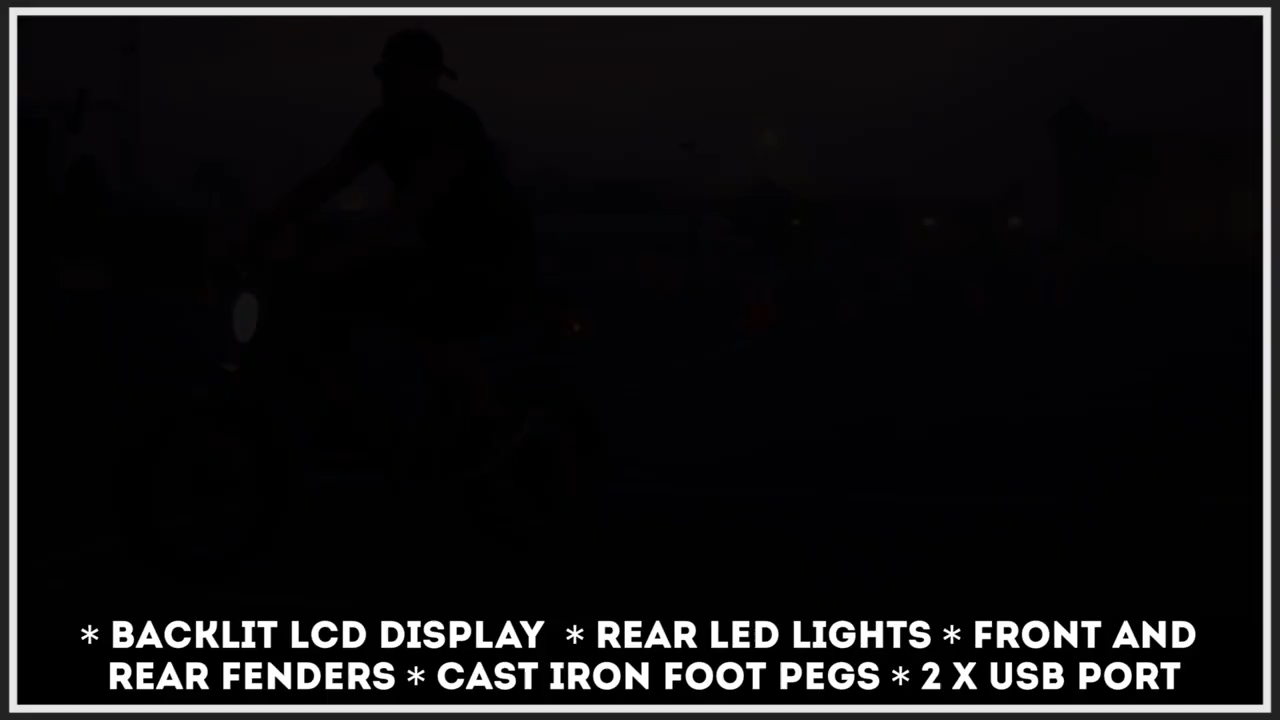 * BACKLIT LCD DISPLAY * REAR LED LIGHTS * FRONT AND
REAR FENDERS * CAST IRON FOOT PEGS * 2 X USB PORT